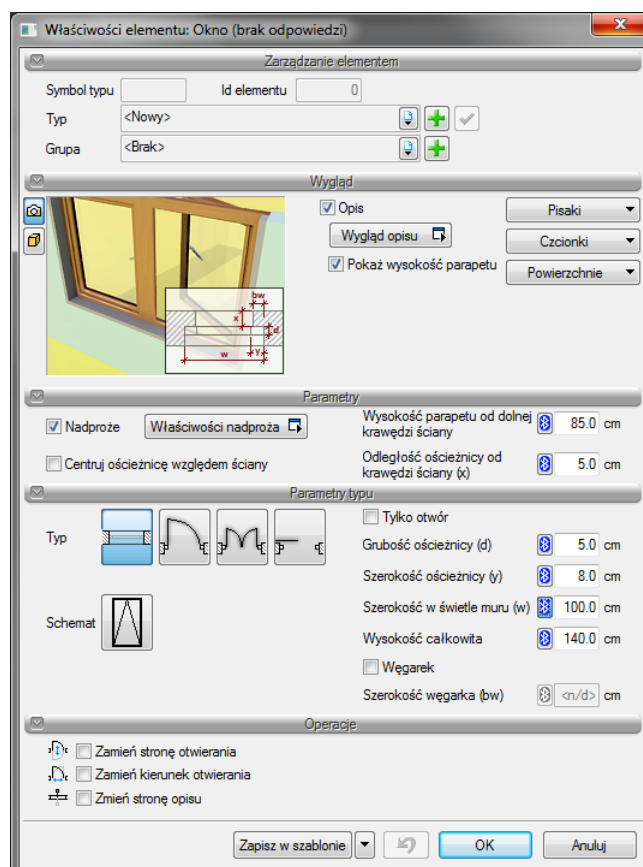 Właściwości elementu: Okno (brak odpowiedzi)
Zarządzanie elementem
Symbol typu Id elementu 0
Typ <Nowy>
Grupa <Brak>
Wygląd
Opis Pisaki
Wygląd opisu Czcionki
Pokaż wysokość parapetu Powierzchnie
bw
x
d
w y
Parametry
Nadproże Właściwości nadproża Wysokość parapetu od dolnej krawędzi ściany 85.0 cm
Centruj ościeżnicę względem ściany Odległość ościeżnicy od krawędzi ściany (x) 5.0 cm
Parametry typu
Typ Tylko otwór
Grubość ościeżnicy (d) 5.0 cm
Szerokość ościeżnicy (y) 8.0 cm
Schemat Szerokość w świetle muru (w) 100.0 cm
Wysokość całkowita 140.0 cm
Węgarek
Szerokość węgarka (bw) <n/d> cm
Operacje
Zamień stronę otwierania
Zamień kierunek otwierania
Zmień stronę opisu
Zapisz w szablonie OK Anuluj